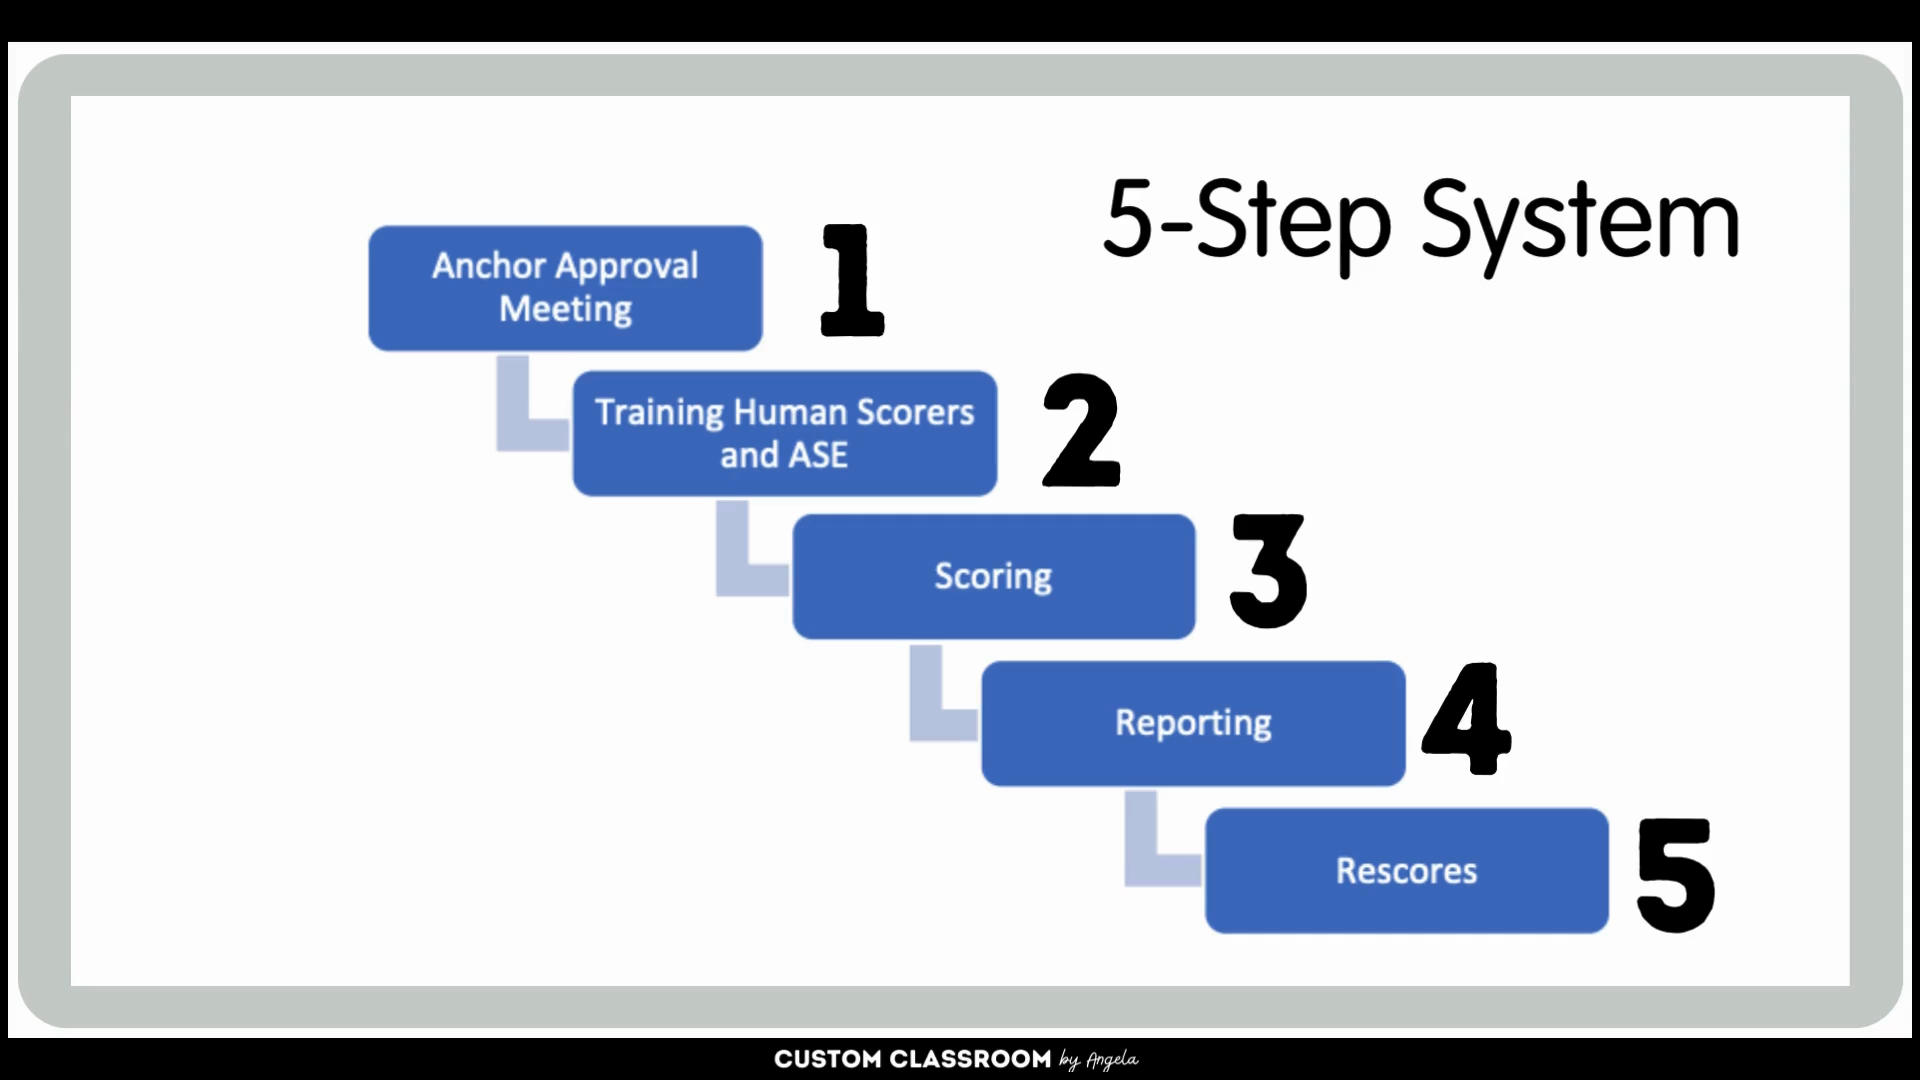 5-Step System
Anchor Approval
Meeting
1
Training Human Scorers
and ASE
2
Scoring
3
Reporting
4
Rescores
5
CUSTOM CLASSROOM by Angela